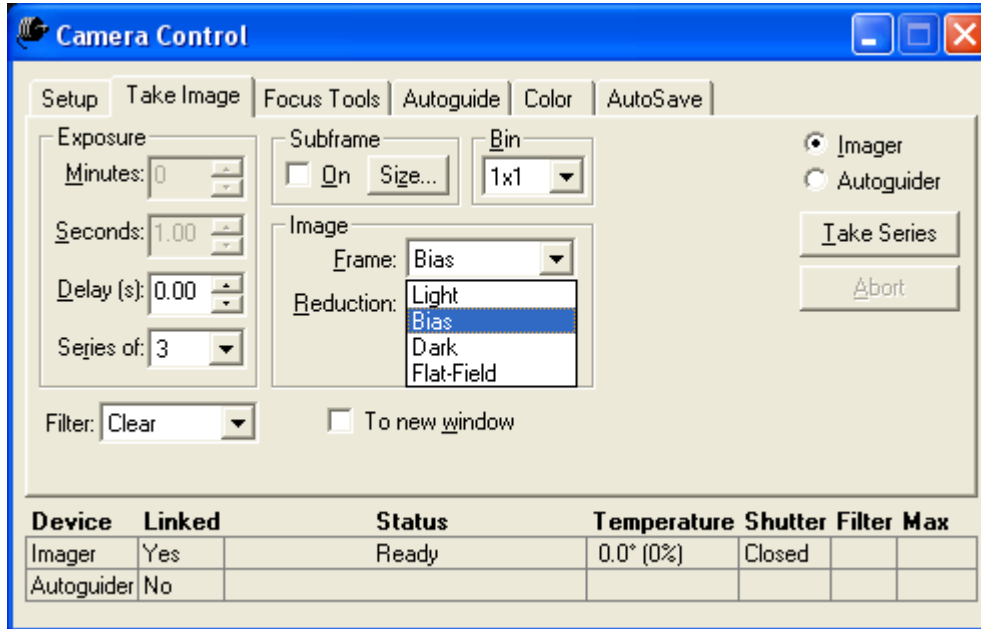 Camera Control
Setup Take Image Focus Tools Autoguide Color AutoSave
Exposure
Minutes: 0
Seconds: 1.00
Delay (s): 0.00
Series of: 3
Subframe
On Size...
Bin
1x1
Image
Frame: Bias
Reduction:
Light
Bias
Dark
Flat-Field
Imager
Autoguider
Take Series
Abort
Filter: Clear
To new window
Device Linked Status Temperature Shutter Filter Max
Imager Yes Ready 0.0° (0%) Closed
Autoguider No